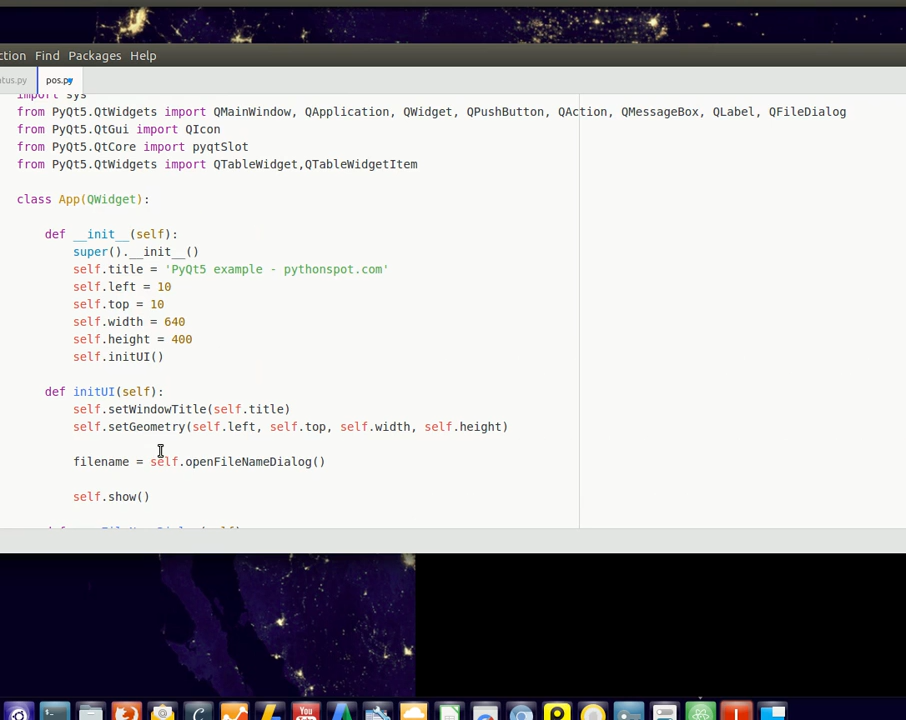 ction Find Packages Help
atus.py pos.py
import sys
from PyQt5.QtWidgets import QMainWindow, QApplication, QWidget, QPushButton, QAction, QMessageBox, QLabel, QFileDialog
from PyQt5.QtGui import QIcon
from PyQt5.QtCore import pyqtSlot
from PyQt5.QtWidgets import QTableWidget,QTableWidgetItem
class App(QWidget):
def __init__(self):
super().__init__()
self.title = 'PyQt5 example - pythonspot.com'
self.left = 10
self.top = 10
self.width = 640
self.height = 400
self.initUI()
def initUI(self):
self.setWindowTitle(self.title)
self.setGeometry(self.left, self.top, self.width, self.height)
filename = self.openFileNameDialog()
self.show()
You